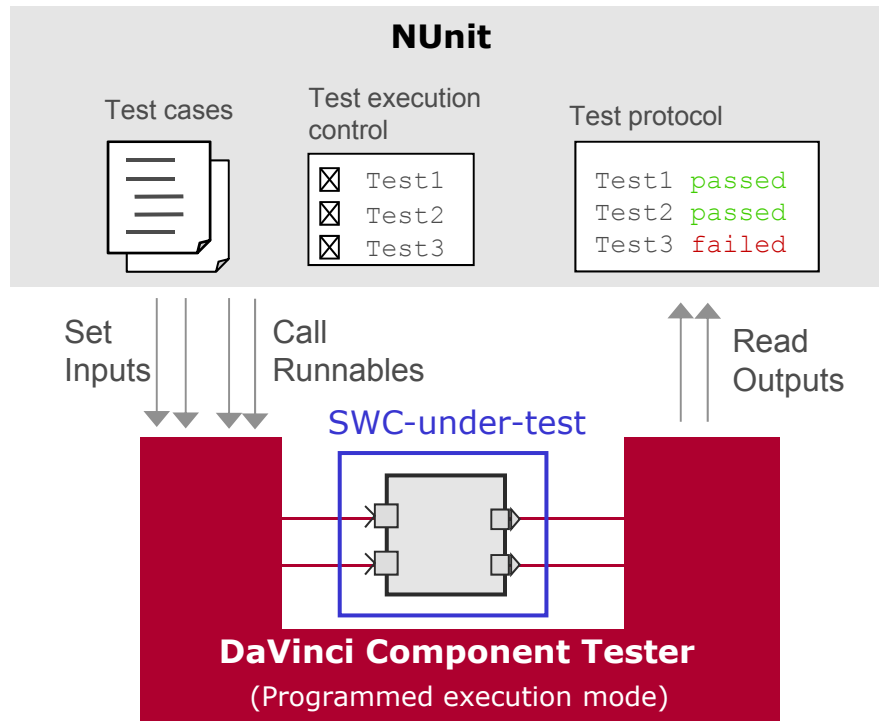 NUnit
Test cases
Test execution
control
Test protocol
Test1
Test2
Test3
Test1 passed
Test2 passed
Test3 failed
Set
Inputs
Call
Runnables
Read
Outputs
SWC-under-test
DaVinci Component Tester
(Programmed execution mode)